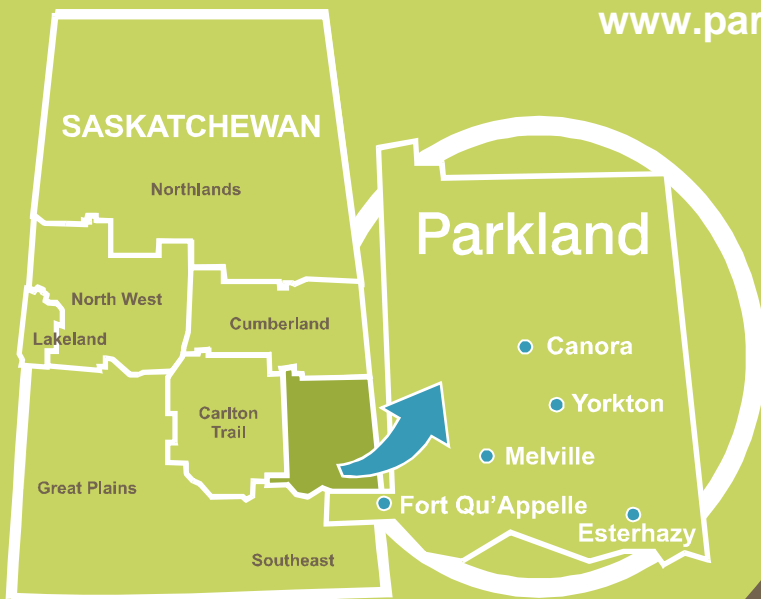 www.par
SASKATCHEWAN
Northlands
Parkland
North West
Lakeland
Cumberland
Canora
Carlton
Trail
Yorkton
Melville
Great Plains
Fort Qu'Appelle
Esterhazy
Southeast